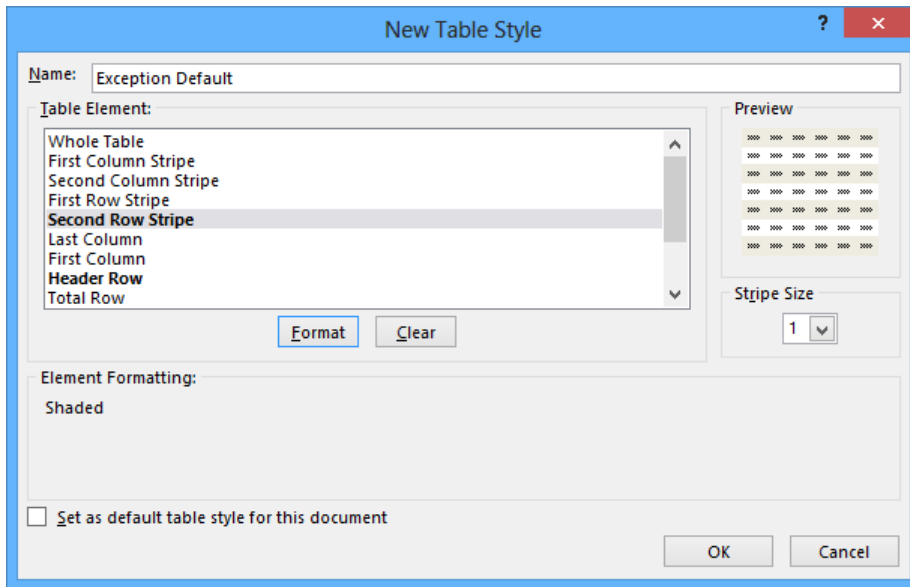 New Table Style
?
Name: Exception Default
Table Element:
Whole Table
First Column Stripe
Second Column Stripe
First Row Stripe
Second Row Stripe
Last Column
First Column
Header Row
Total Row
Format Clear
Preview
Stripe Size
1
Element Formatting:
Shaded
Set as default table style for this document
OK Cancel